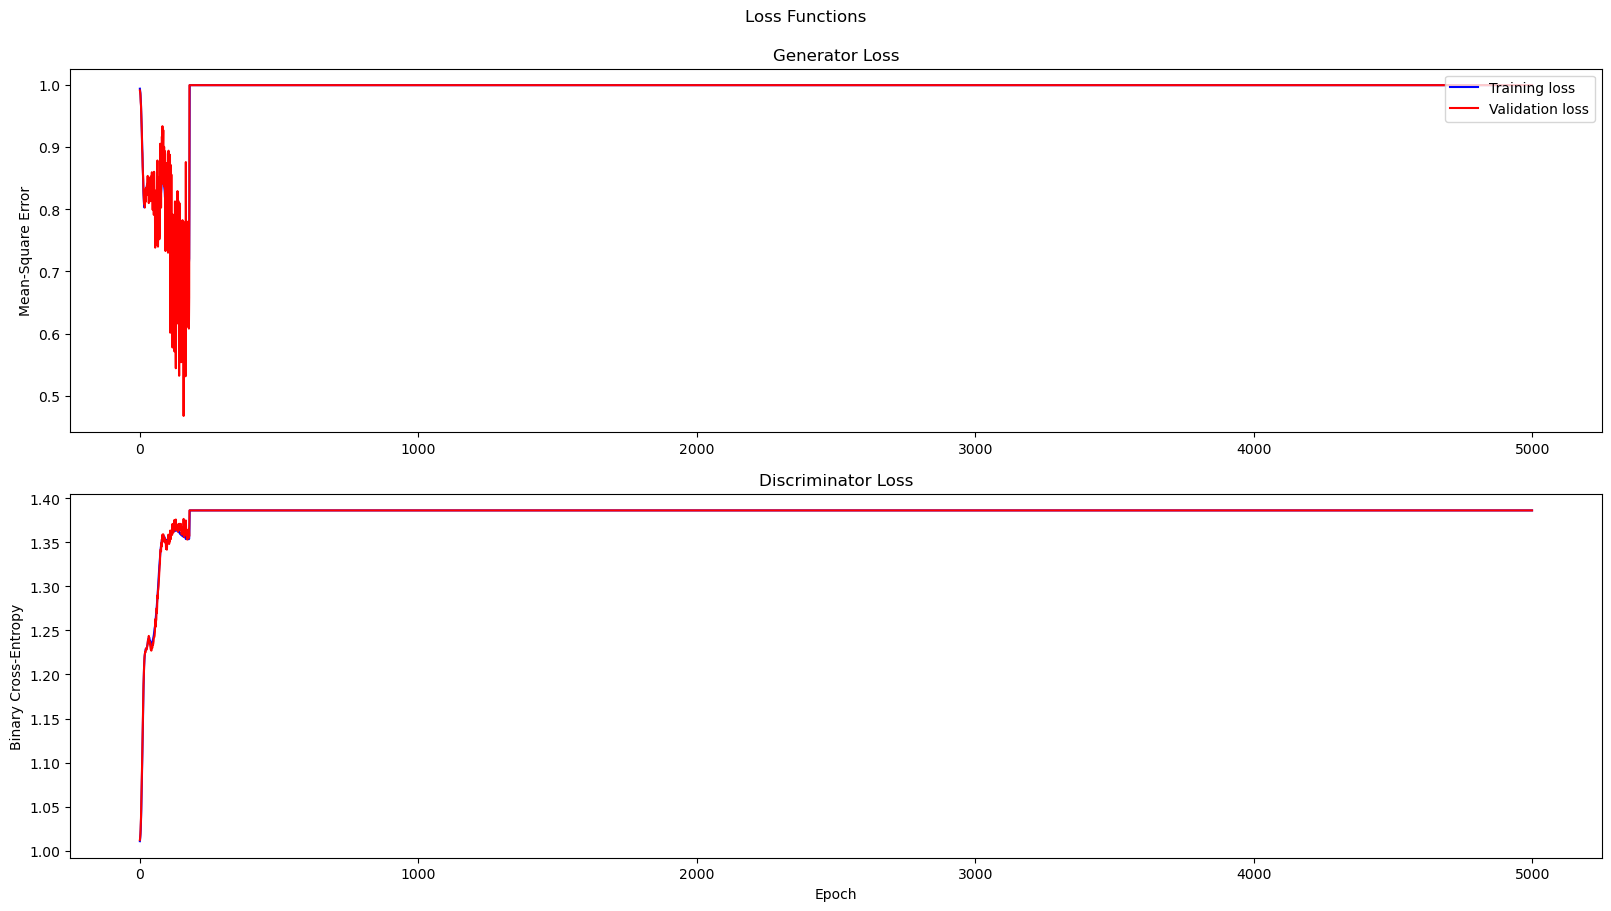 Loss Functions
Generator Loss
Mean-Square Error
1.0
0.9
0.8
0.7
0.6
0.5
Training loss
Validation loss
0 1000 2000 3000 4000 5000
Discriminator Loss
Binary Cross-Entropy
1.40
1.35
1.30
1.25
1.20
1.15
1.10
1.05
1.00
0 1000 2000 3000 4000 5000
Epoch